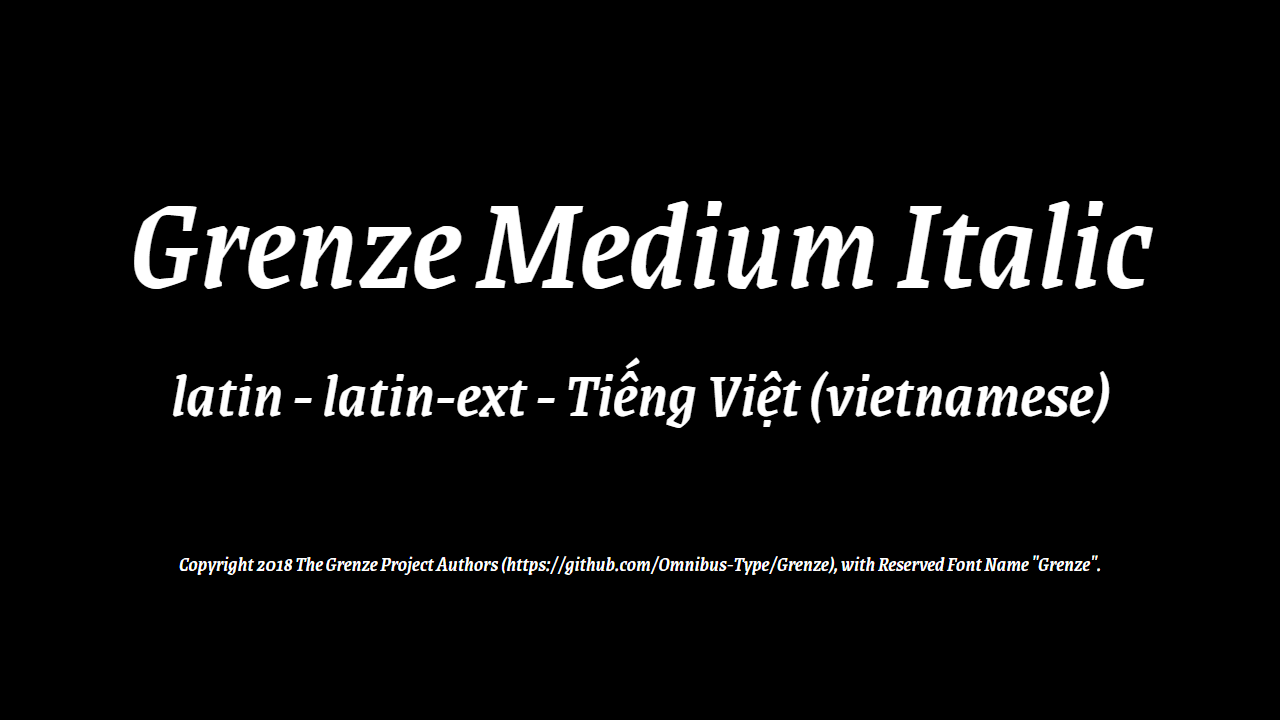 Grenze Medium Italic
latin - latin-ext - Tiếng Việt (vietnamese)
Copyright 2018 The Grenze Project Authors (https://github.com/Omnibus-Type/Grenze), with Reserved Font Name "Grenze".